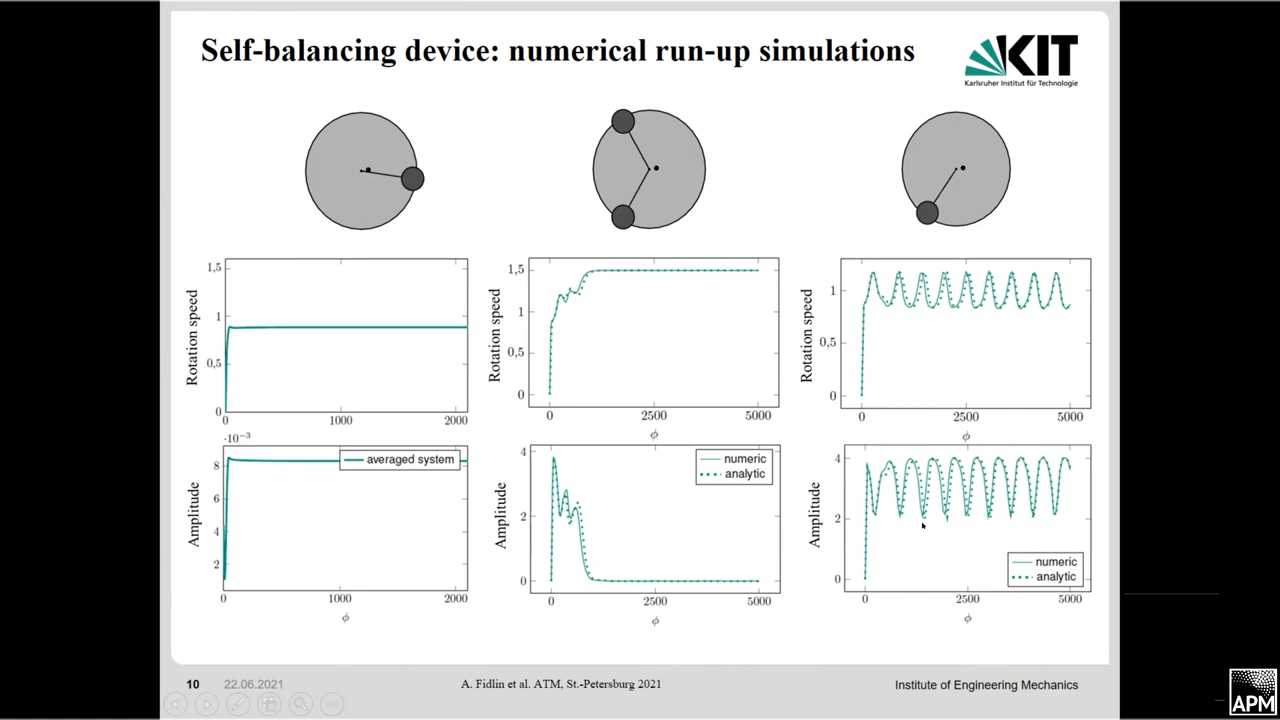 Self-balancing device: numerical run-up simulations
KIT
Karlsruher Institut für Technologie
1,5
1
0,5
0
Rotation speed
0
1000
2000
1,5
1
0,5
0
Rotation speed
0
2500
5000
ϕ
1
0,5
0
Rotation speed
0
2500
5000
ϕ
·10⁻³
8
6
4
2
Amplitude
averaged system
0
1000
2000
ϕ
4
2
0
Amplitude
numeric
analytic
0
2500
5000
ϕ
4
2
0
Amplitude
numeric
analytic
0
2500
5000
ϕ
10 22.06.2021 A. Fidlin et al. ATM, St.-Petersburg 2021 Institute of Engineering Mechanics
APM